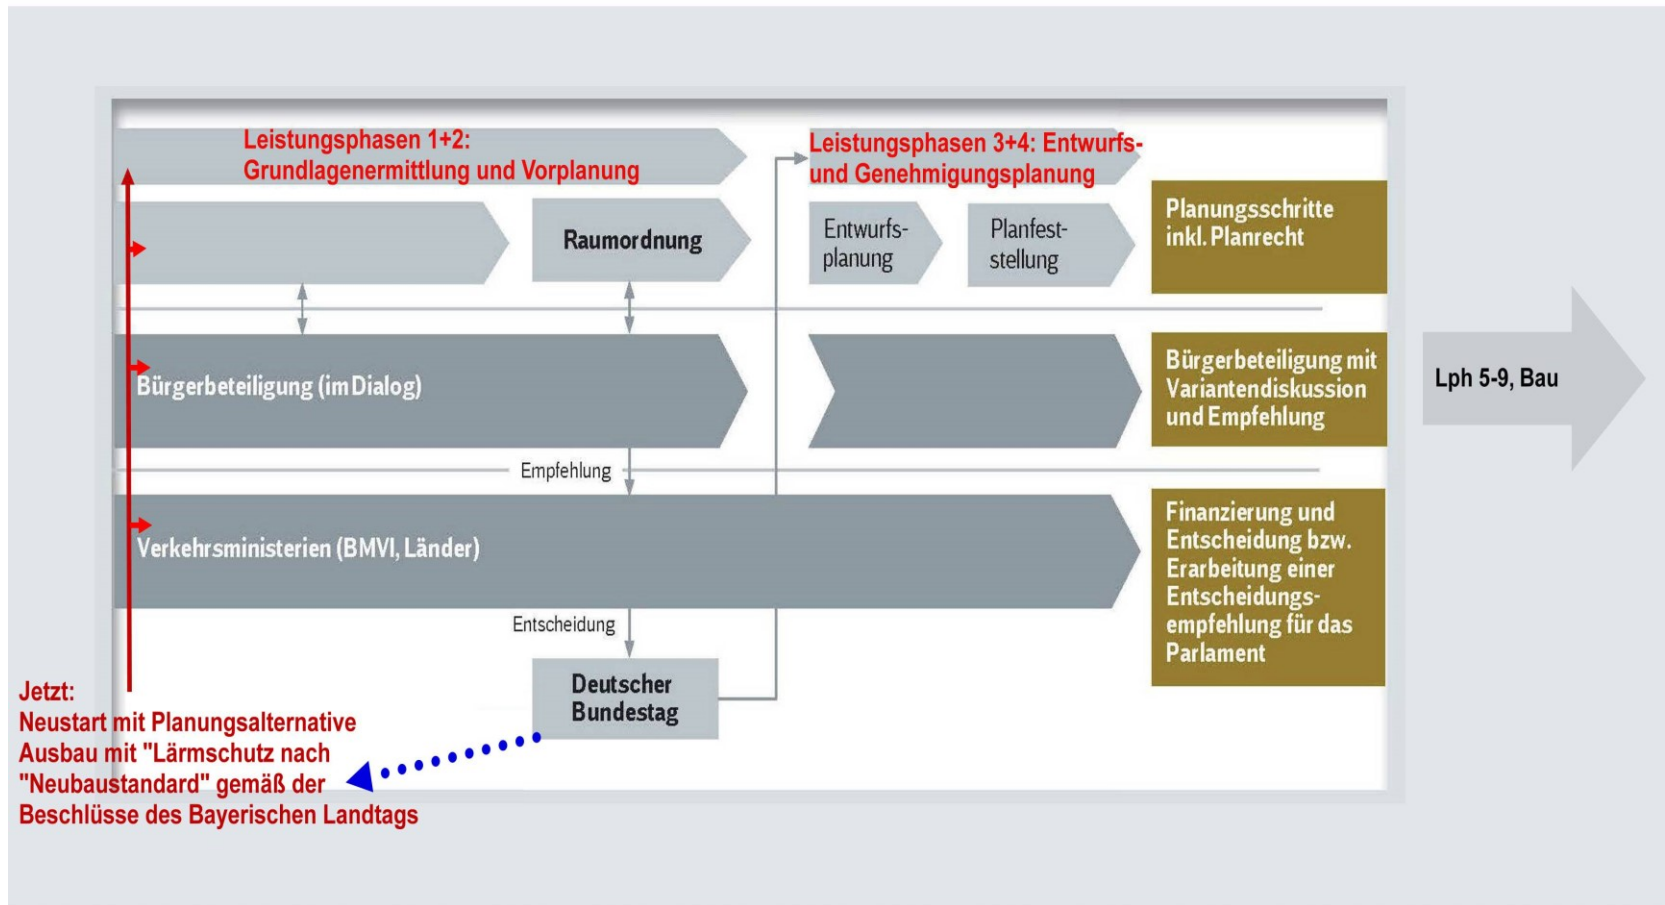 Leistungsphasen 1+2:
Grundlagenermittlung und Vorplanung
Leistungsphasen 3+4: Entwurfs-
und Genehmigungsplanung
Raumordnung
Entwurfs-
planung
Planfest-
stellung
Planungsschritte
inkl. Planrecht
Bürgerbeteiligung (im Dialog)
Bürgerbeteiligung mit
Variantendiskussion
und Empfehlung
Lph 5-9, Bau
Empfehlung
Verkehrsministerien (BMVI, Länder)
Finanzierung und
Entscheidung bzw.
Erarbeitung einer
Entscheidungs-
empfehlung für das
Parlament
Entscheidung
Deutscher
Bundestag
Jetzt:
Neustart mit Planungsalternative
Ausbau mit "Lärmschutz nach
"Neubaustandard" gemäß der
Beschlüsse des Bayerischen Landtags